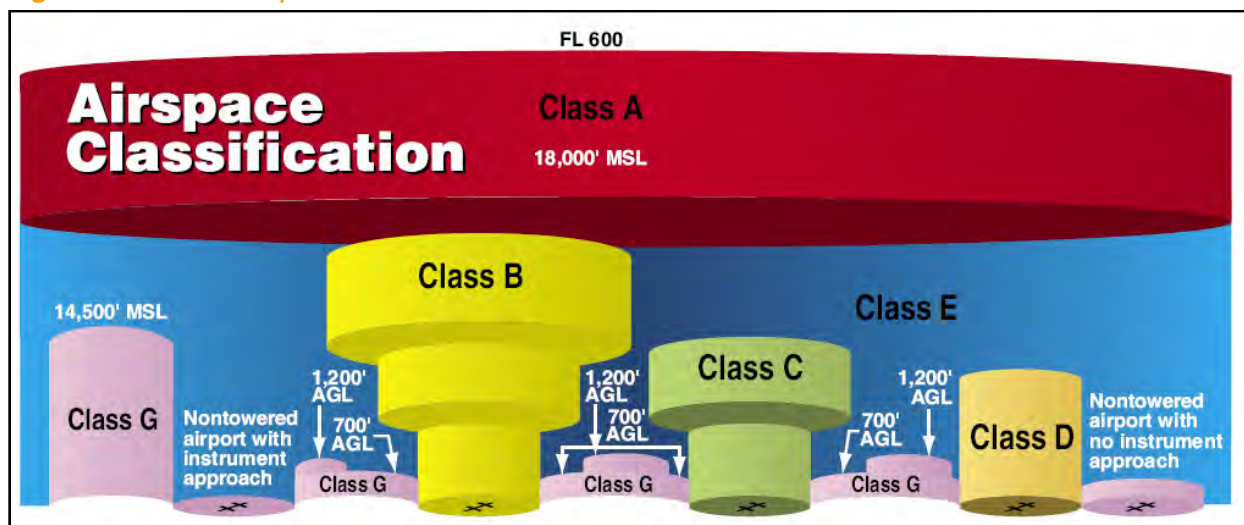 FL 600
Airspace
Classification
Class A
18,000' MSL
Class B
Class E
14,500' MSL
Class C
1,200'
AGL
1,200'
AGL
1,200'
AGL
Class G
Nontowered
airport with
instrument
approach
700'
AGL
700'
AGL
700'
AGL
Class D
Nontowered
airport with
no instrument
approach
Class G
Class G
Class G